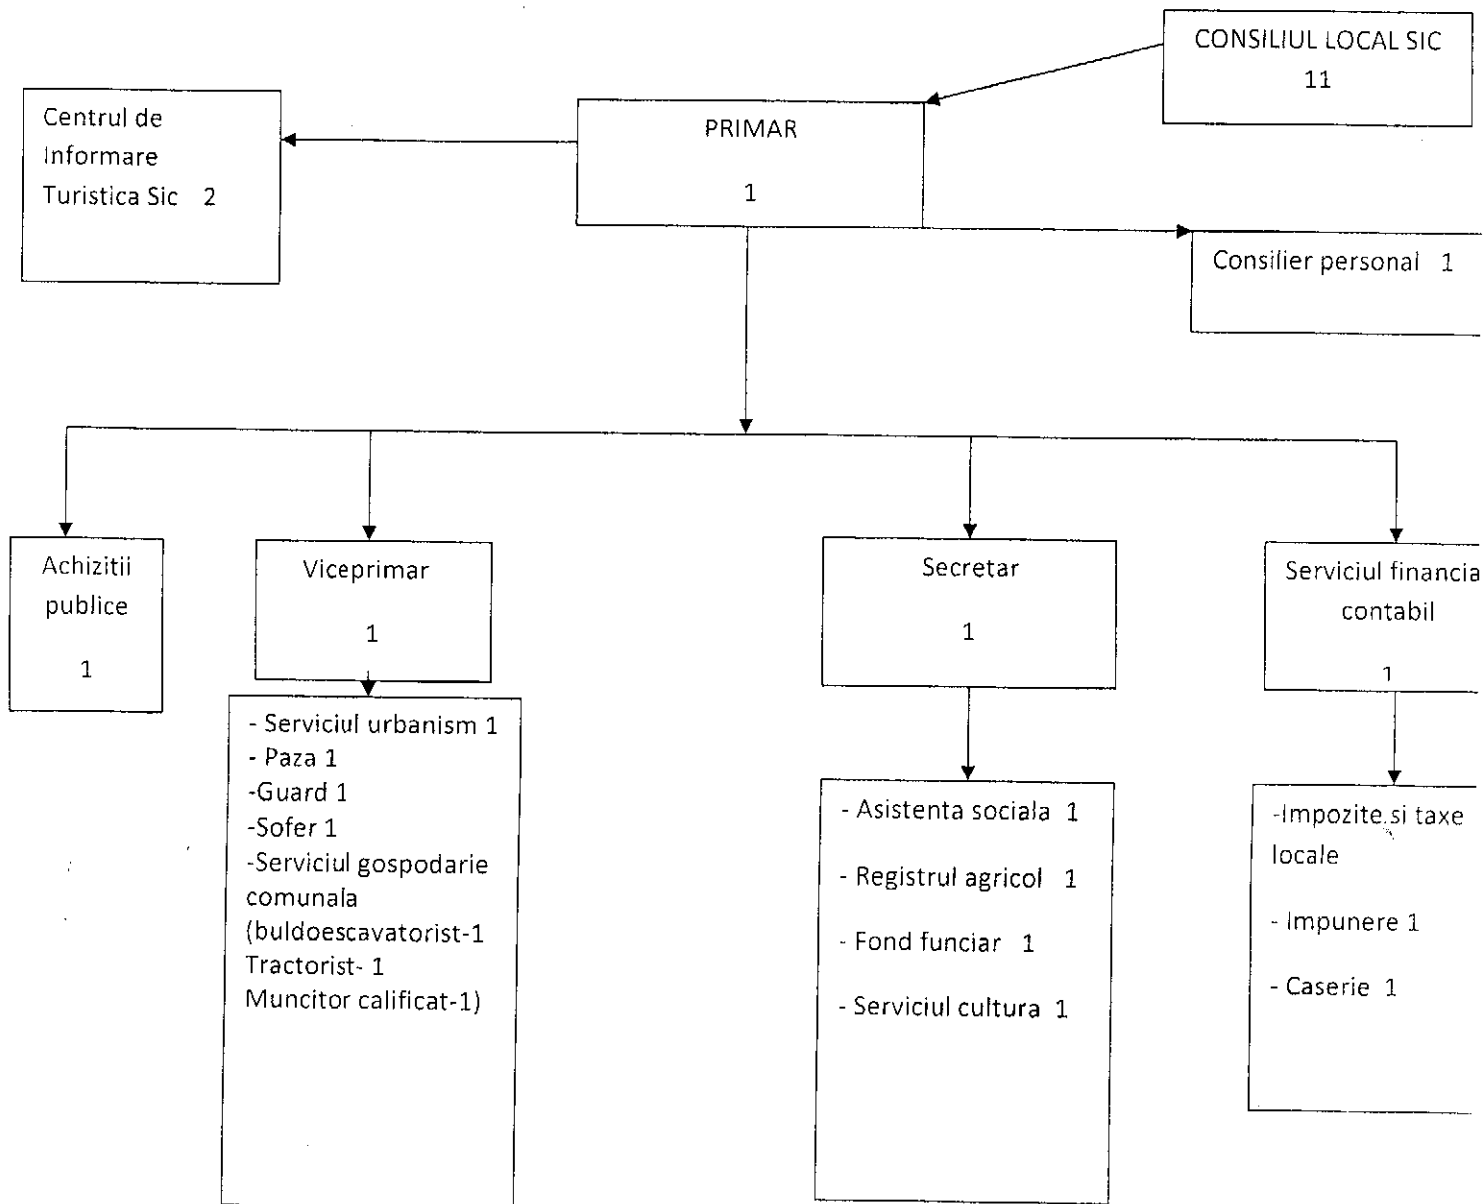 CONSILIUL LOCAL SIC
11
Centrul de
Informare
Turistica Sic 2
PRIMAR
1
Consilier personal 1
Achizitii
publice
1
Viceprimar
1
Secretar
1
Serviciul financia
contabil
1
- Serviciul urbanism 1
- Paza 1
-Guard 1
-Sofer 1
-Serviciul gospodarie
comunala
(buldoescavatorist-1
Tractorist- 1
Muncitor calificat-1)
- Asistenta sociala 1
- Registrul agricol 1
- Fond funciar 1
- Serviciul cultura 1
-Impozite si taxe
locale
- Impunere 1
- Caserie 1